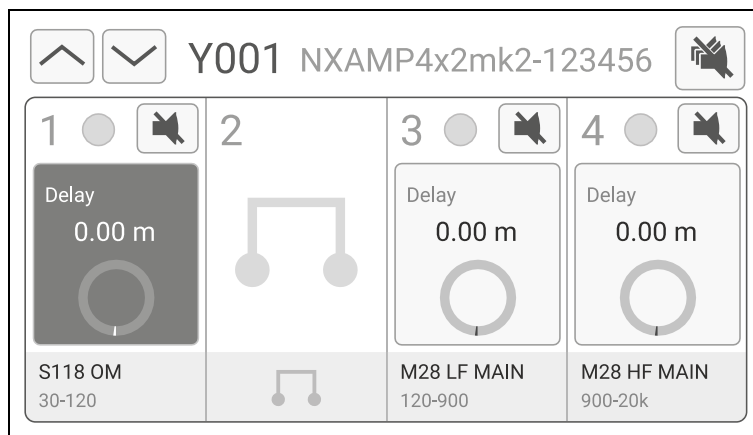 Y001 NXAMP4x2mk2-123456
1 2 3 4
Delay Delay Delay
0.00 m 0.00 m 0.00 m
S118 OM M28 LF MAIN M28 HF MAIN
30-120 120-900 900-20k